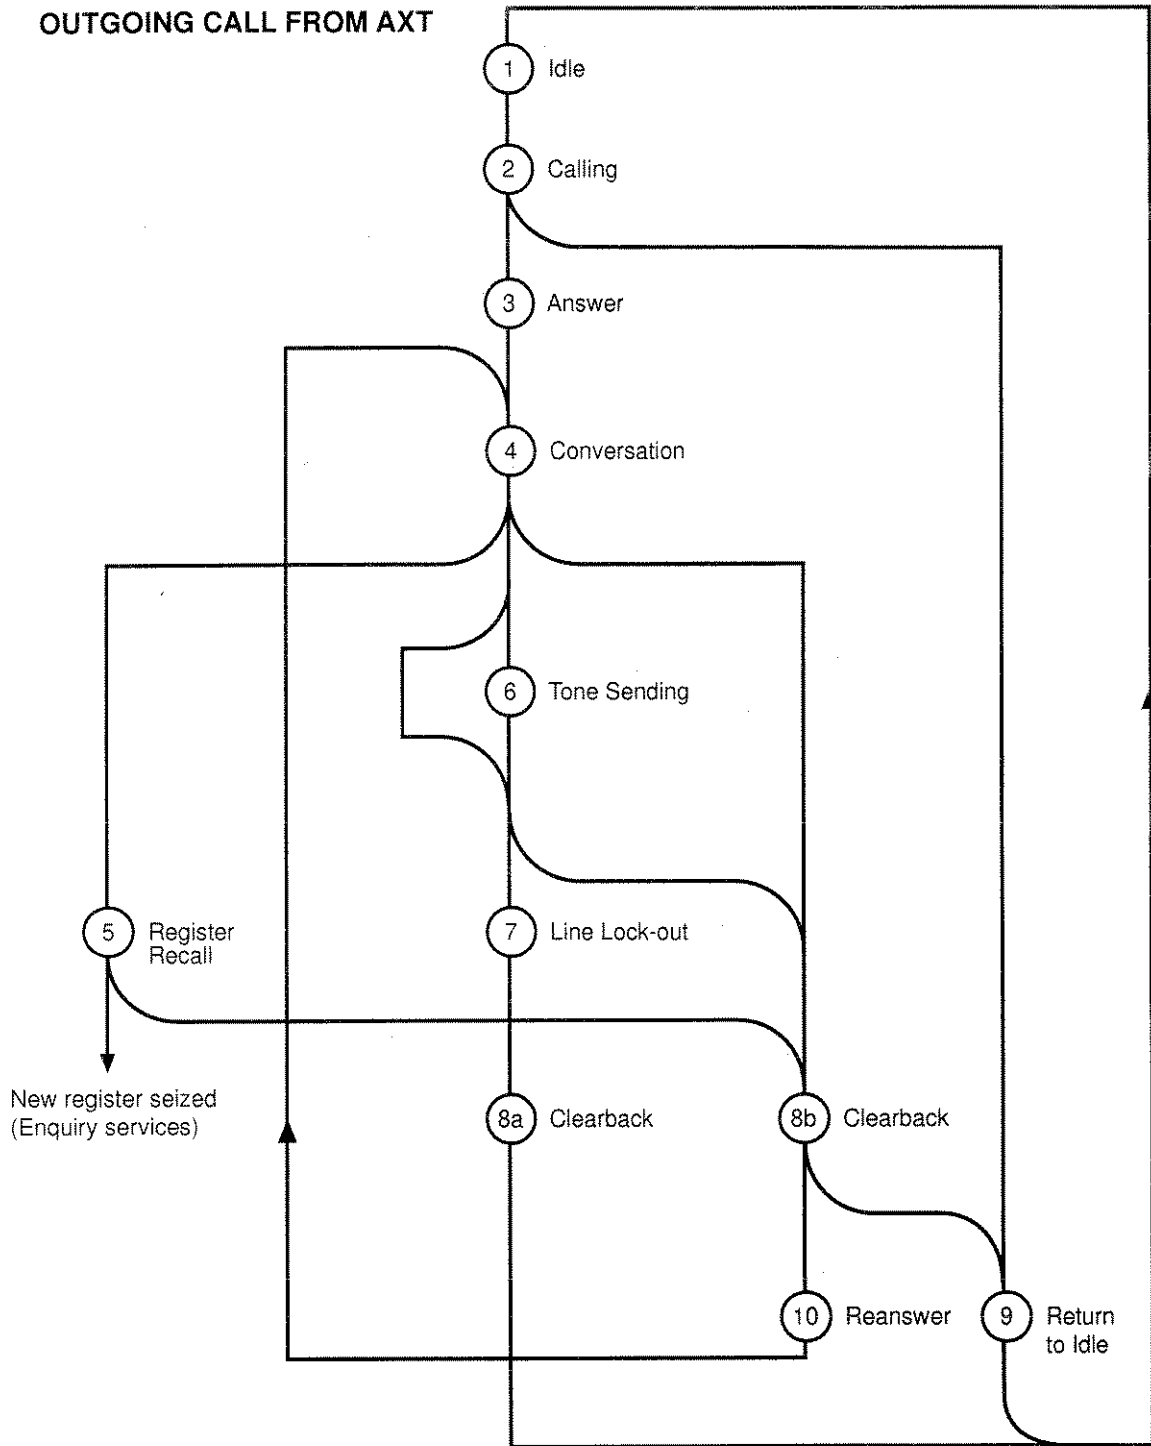 OUTGOING CALL FROM AXT
1 Idle
2 Calling
3 Answer
4 Conversation
6 Tone Sending
5 Register
Recall
7 Line Lock-out
New register seized
(Enquiry services)
8a Clearback
8b Clearback
10 Reanswer
9 Return
to Idle